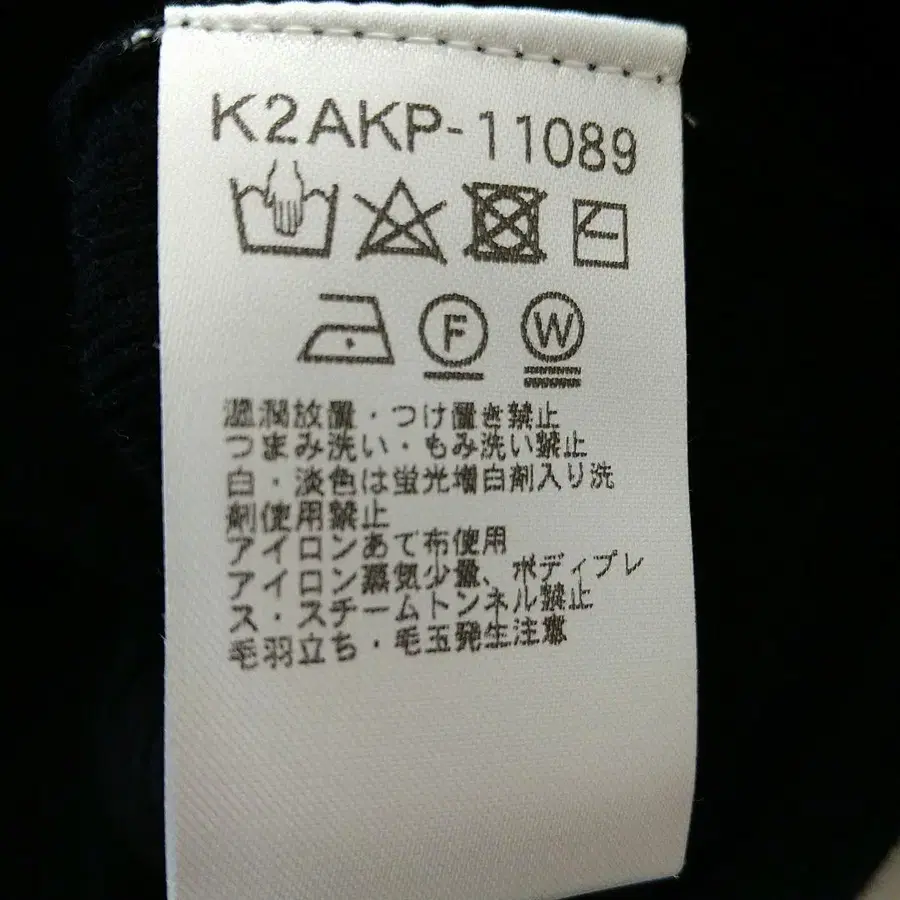 K2AKP-11089
F
W
湿潤放置・つけ置き禁止
つまみ洗い・もみ洗い禁止
白・淡色は蛍光増白剤入り洗
剤使用禁止
アイロンあて布使用
アイロン蒸気少量、ボディプレ
ス・スチームトンネル禁止
毛羽立ち・毛玉発生注意